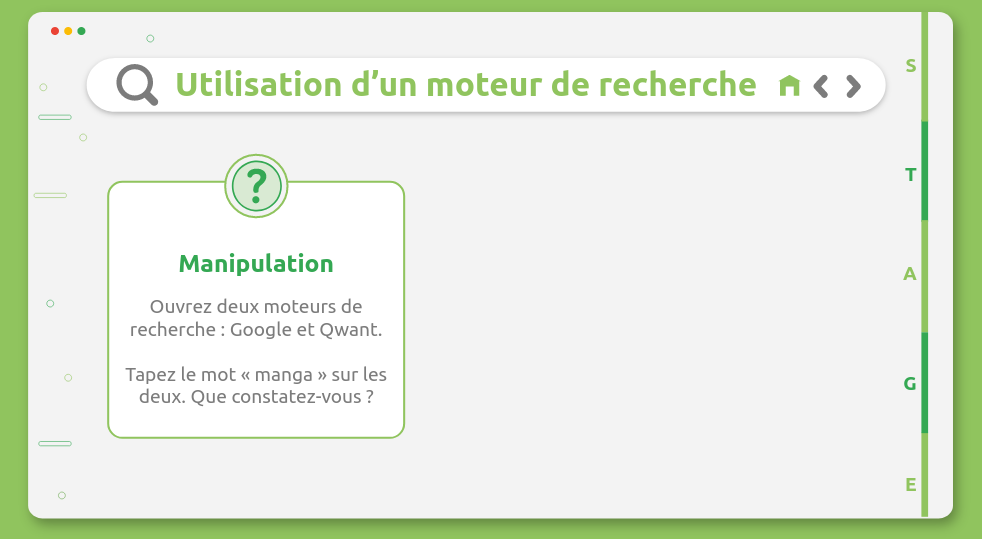 Utilisation d’un moteur de recherche
S
T
A
G
E
?
Manipulation
Ouvrez deux moteurs de
recherche : Google et Qwant.
Tapez le mot « manga » sur les
deux. Que constatez-vous ?